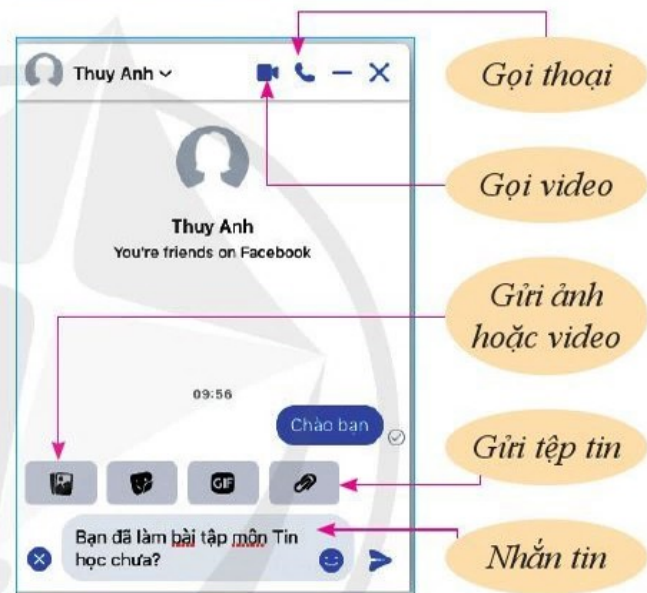 Thuy Anh
Gọi thoại
Gọi video
Thuy Anh
You're friends on Facebook
Gửi ảnh
hoặc video
09:56
Chào bạn
Gửi tệp tin
GIF
Bạn đã làm bài tập môn Tin
học chưa?
Nhắn tin